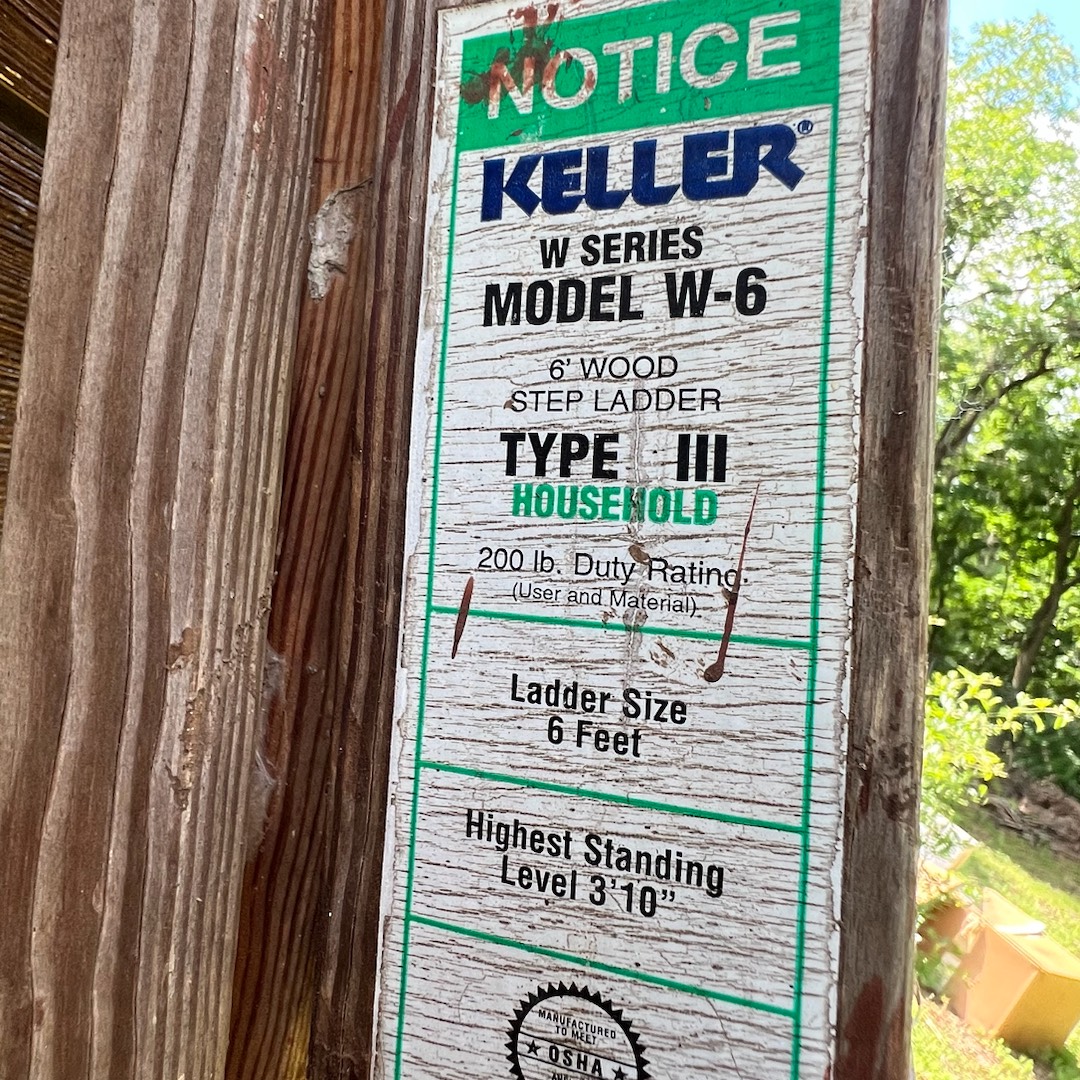 NOTICE
KELLER®
W SERIES
MODEL W-6
6' WOOD
STEP LADDER
TYPE III
HOUSEHOLD
200 lb. Duty Rating.
(User and Material)
Ladder Size
6 Feet
Highest Standing
Level 3'10"
MANUFACTURED
TO MEET
★ OSHA ★